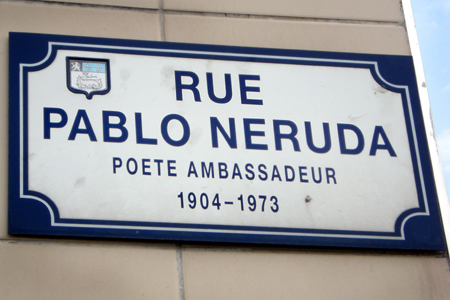 RUE
PABLO NERUDA
POETE AMBASSADEUR
1904-1973